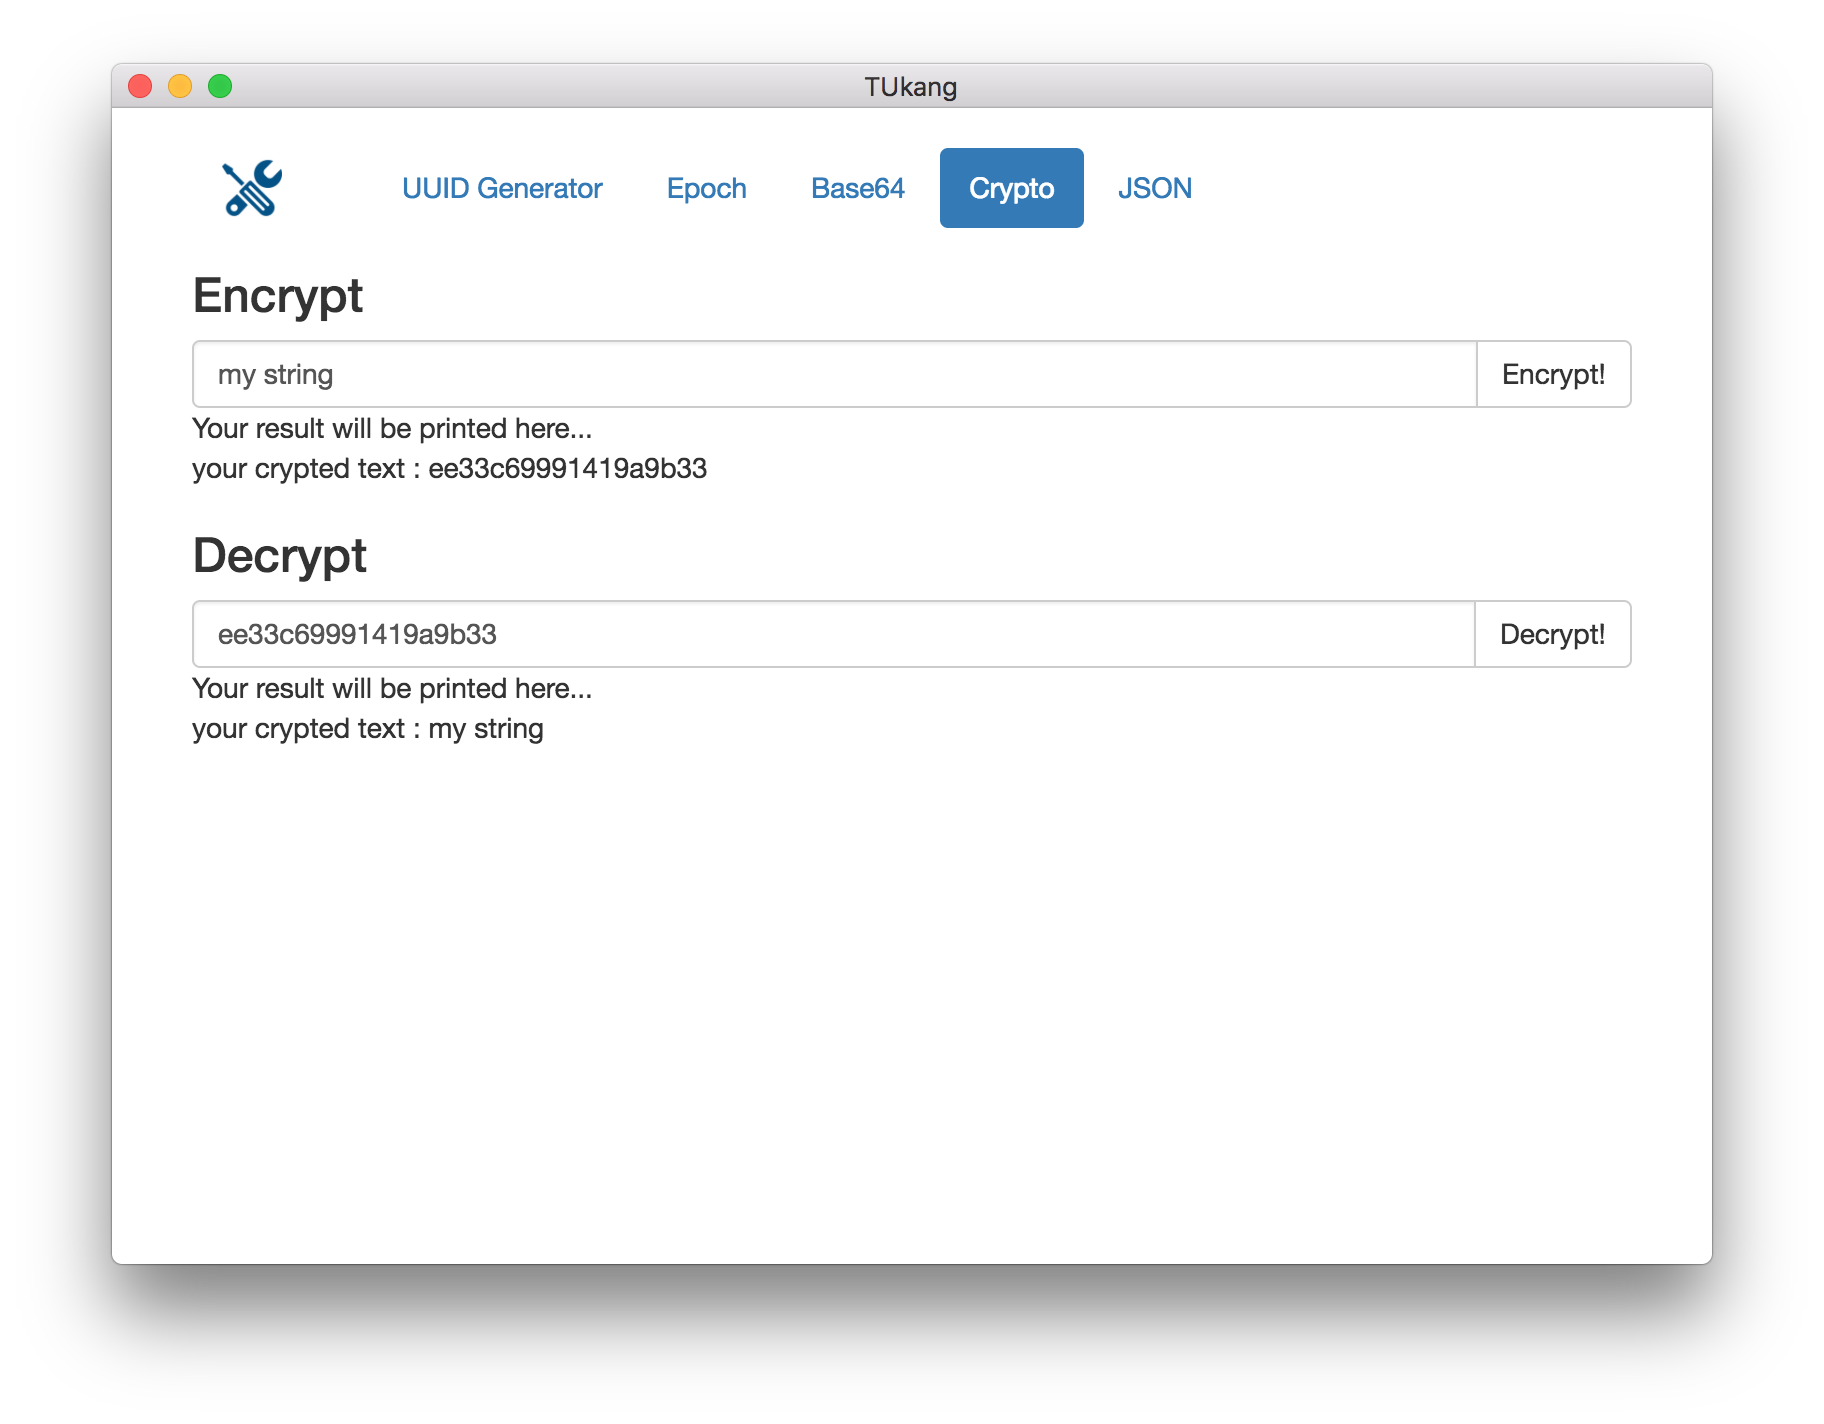 TUkang
UUID Generator Epoch Base64 Crypto JSON
Encrypt
my string Encrypt!
Your result will be printed here...
your crypted text : ee33c69991419a9b33
Decrypt
ee33c69991419a9b33 Decrypt!
Your result will be printed here...
your crypted text : my string